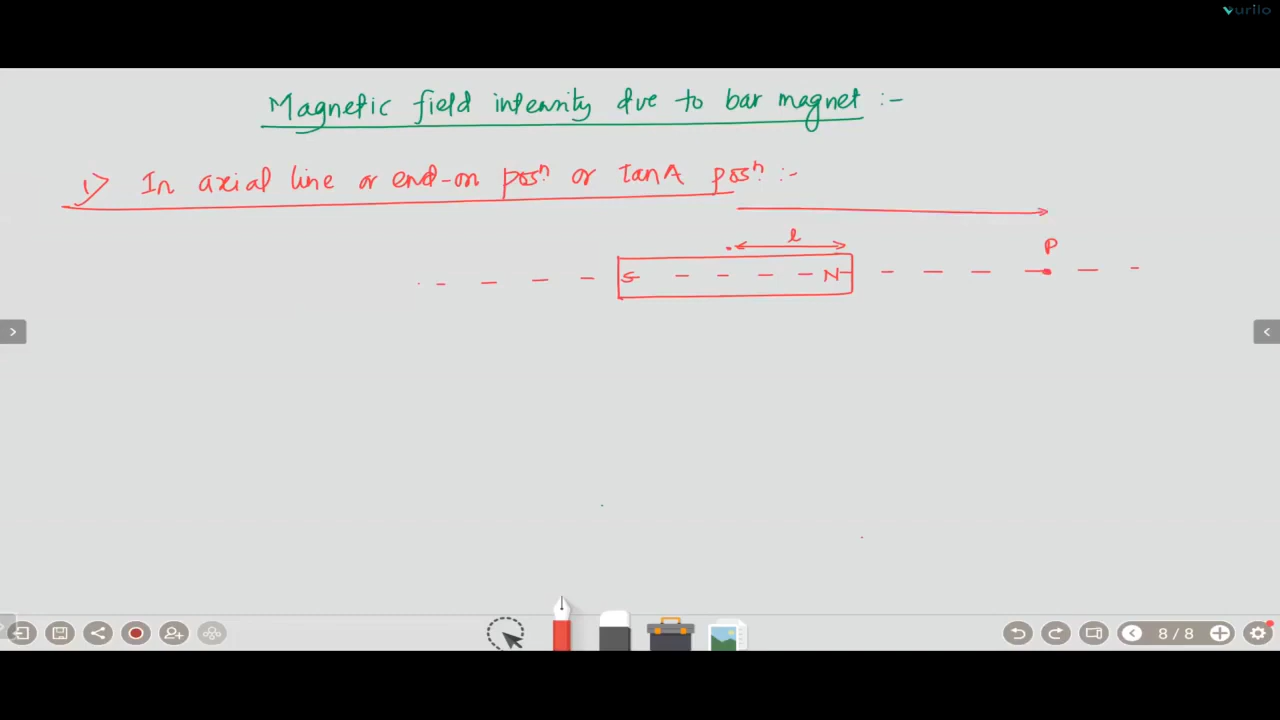 vurilo
Magnetic field intensity due to bar magnet :-
1) In axial line or end-on posⁿ or TanA posⁿ :-
l
P
S N
8 / 8